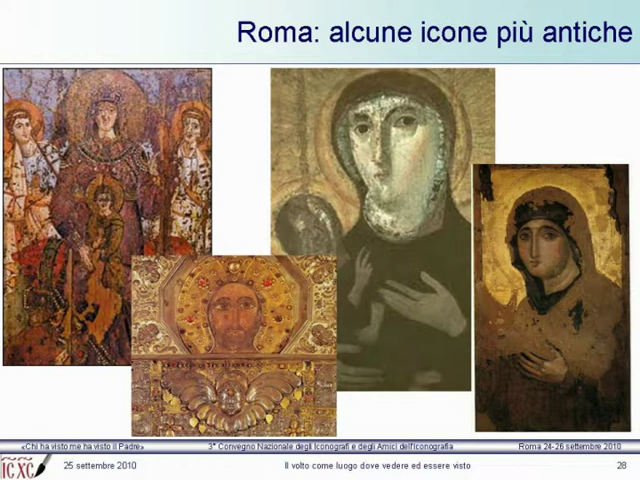 Roma: alcune icone più antiche
«Chi ha visto me ha visto il Padre»
3° Convegno Nazionale degli Iconografi e degli Amici dell'Iconografia
Roma 24-26 settembre 2010
IC XC
25 settembre 2010
Il volto come luogo dove vedere ed essere visto
28